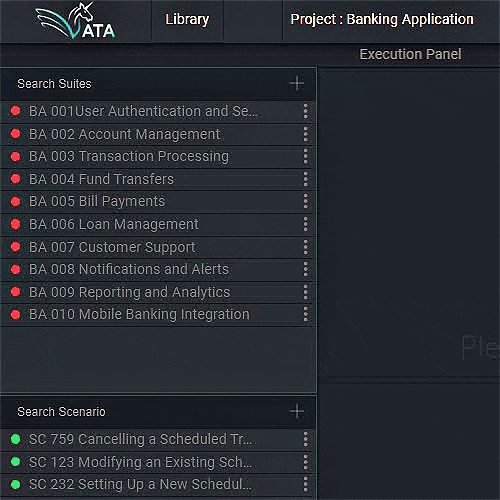 ATA
Library
Project : Banking Application
Execution Panel
Search Suites
BA 001User Authentication and Se...
BA 002 Account Management
BA 003 Transaction Processing
BA 004 Fund Transfers
BA 005 Bill Payments
BA 006 Loan Management
BA 007 Customer Support
BA 008 Notifications and Alerts
BA 009 Reporting and Analytics
BA 010 Mobile Banking Integration
Ple
Search Scenario
SC 759 Cancelling a Scheduled Tr...
SC 123 Modifying an Existing Sch...
SC 232 Setting Up a New Schedul...